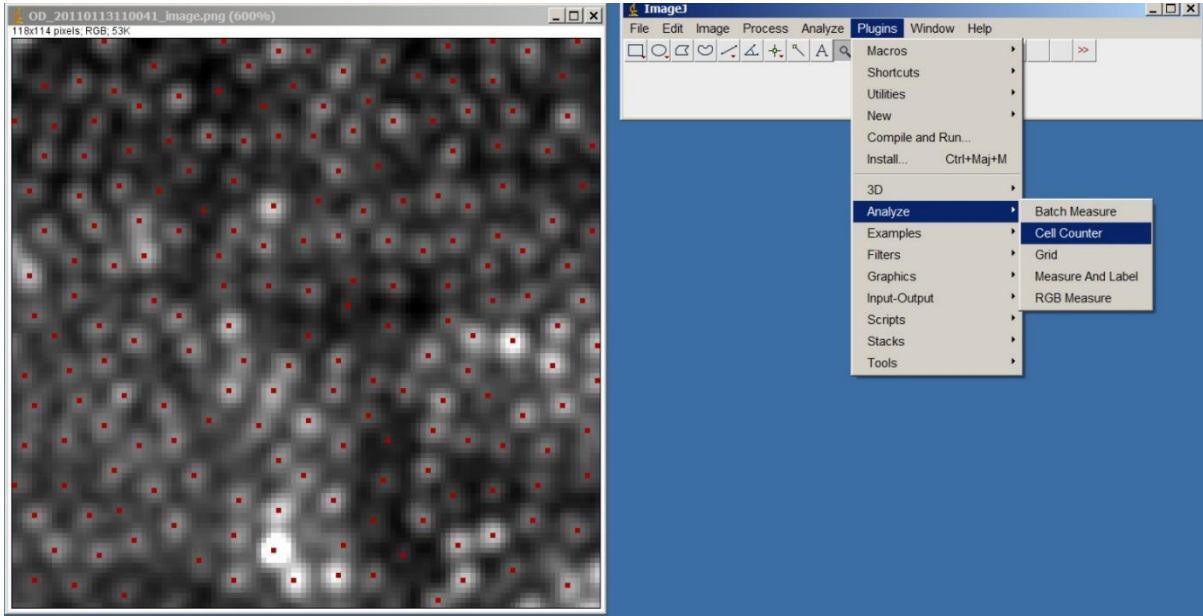 OD_20110113110041_image.png (600%)
118x114 pixels; RGB; 53K
ImageJ
File Edit Image Process Analyze Plugins Window Help
A >>
Macros
Shortcuts
Utilities
New
Compile and Run...
Install... Ctrl+Maj+M
3D
Analyze
Examples
Filters
Graphics
Input-Output
Scripts
Stacks
Tools
Batch Measure
Cell Counter
Grid
Measure And Label
RGB Measure